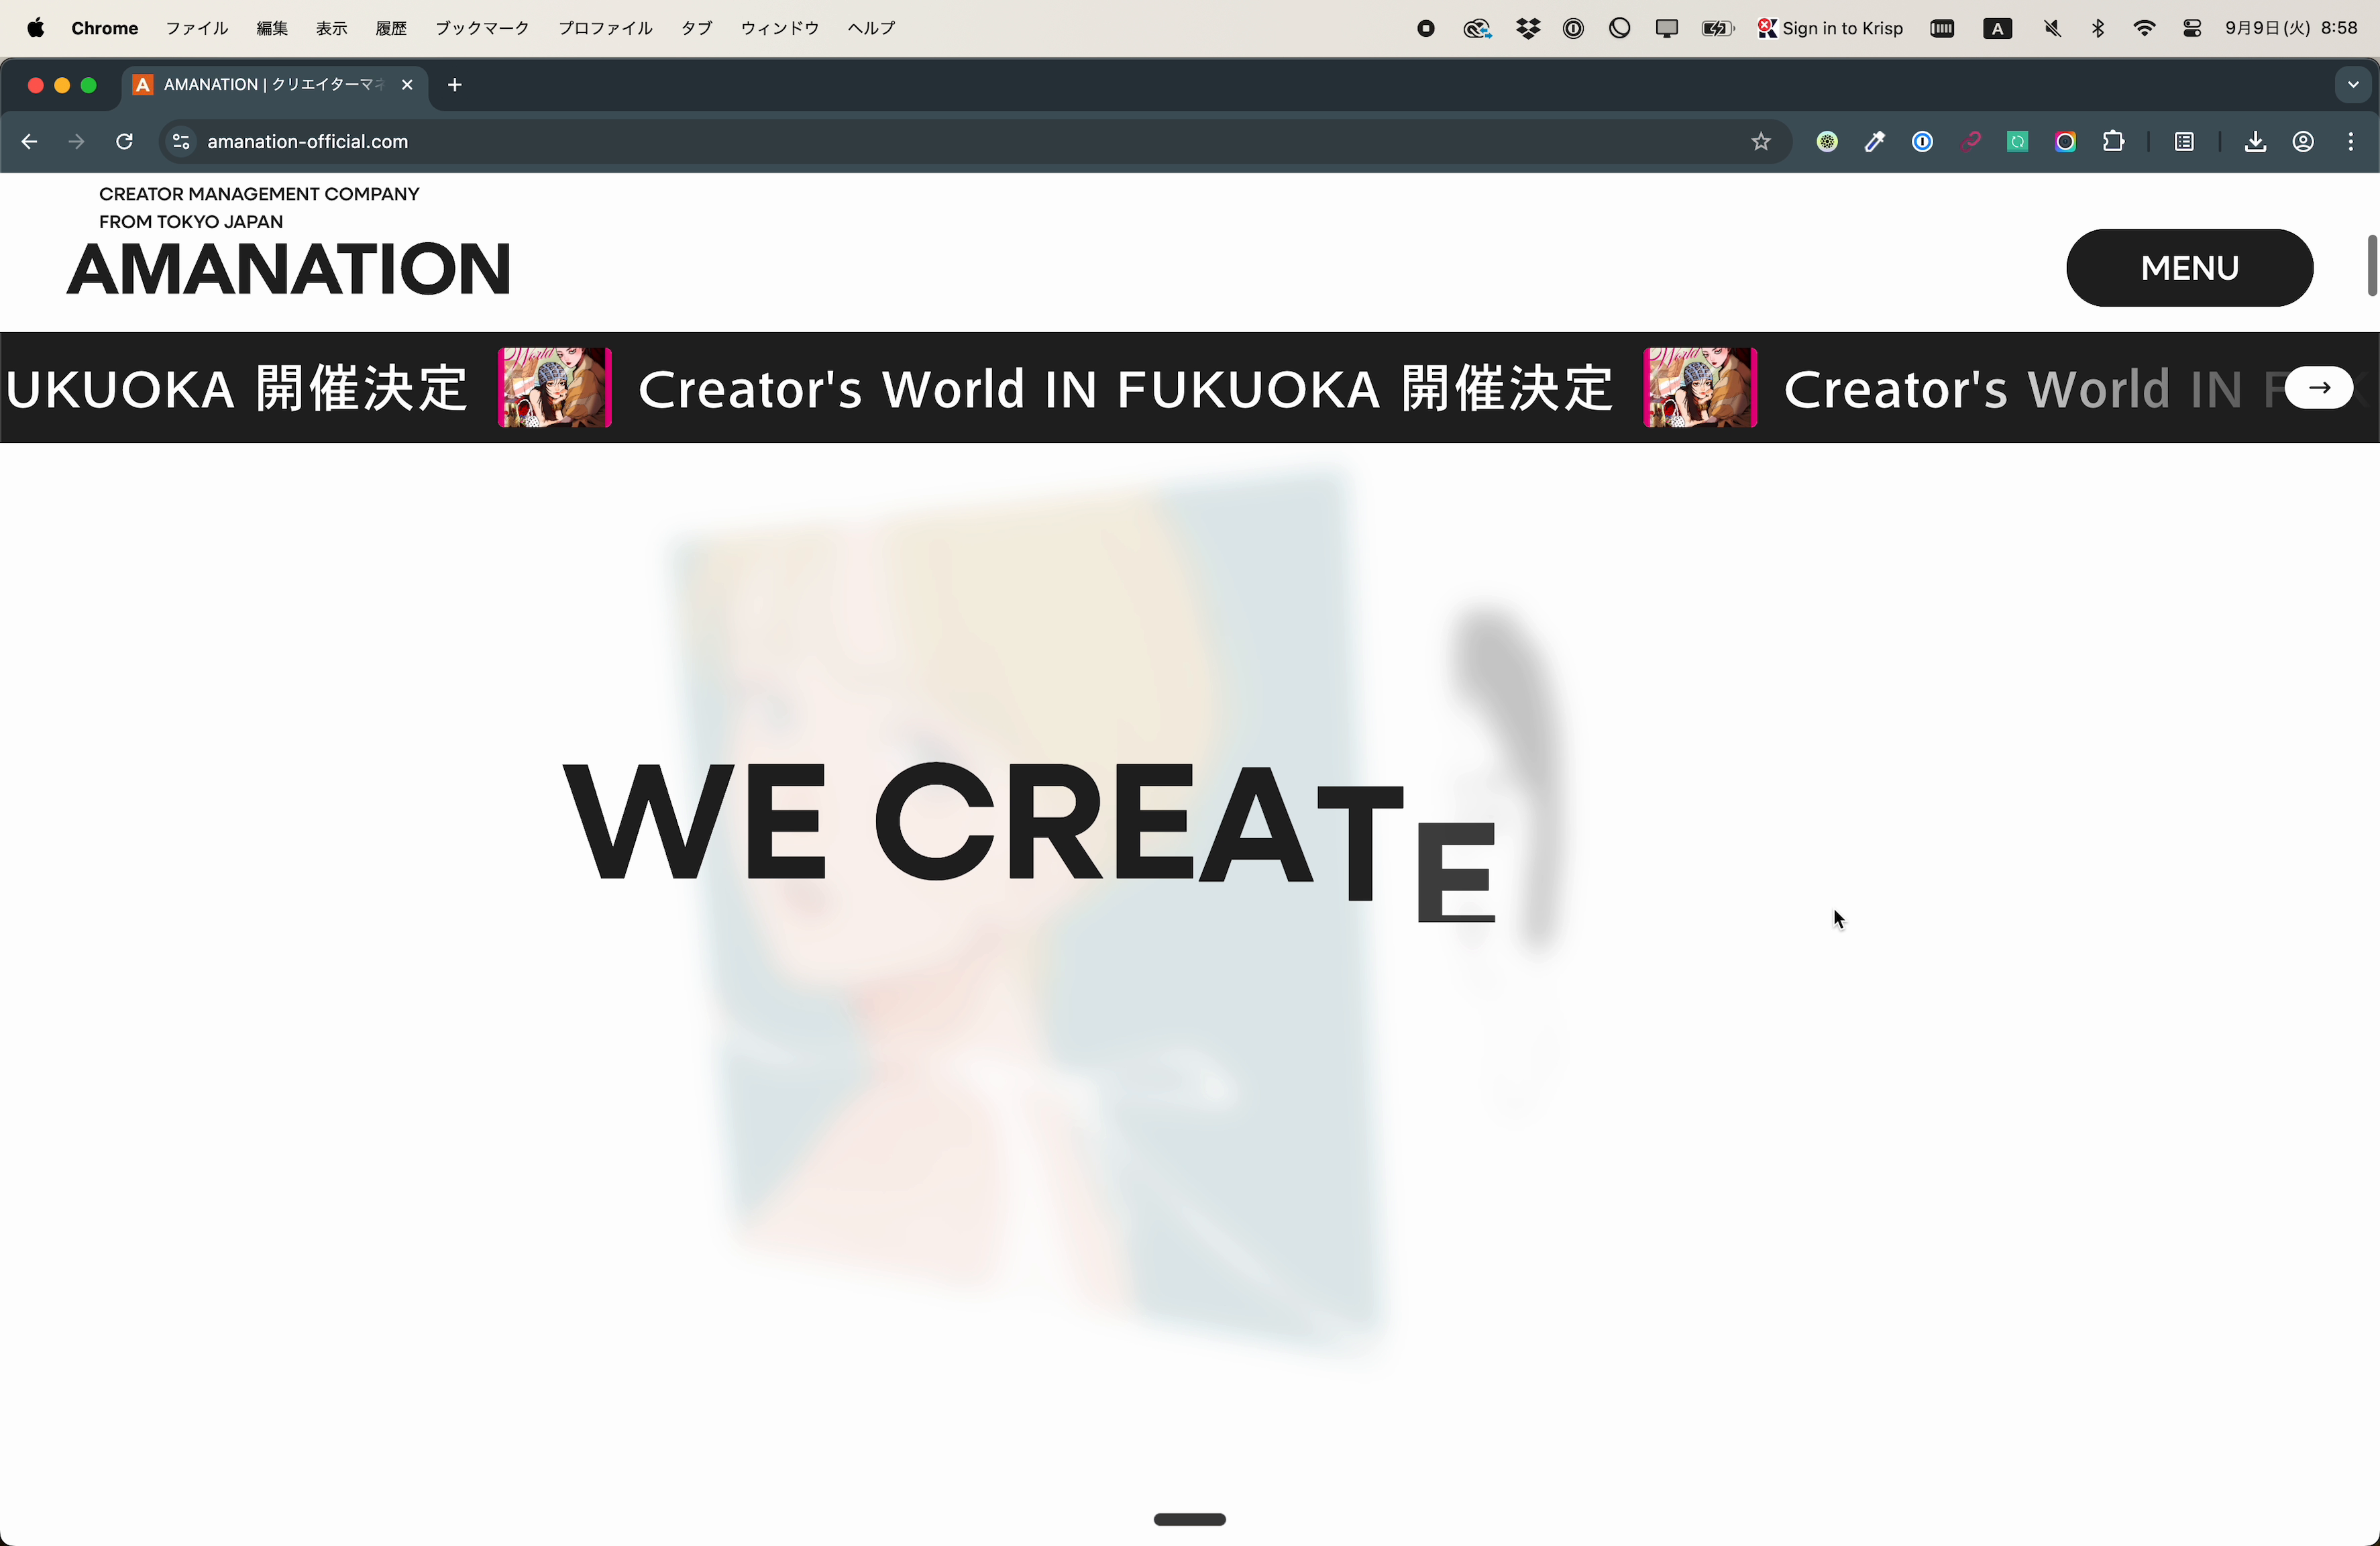 Chrome ファイル 編集 表示 履歴 ブックマーク プロファイル タブ ウィンドウ ヘルプ Sign in to Krisp A 9月9日(火) 8:58
A AMANATION | クリエイターマネ
amanation-official.com
CREATOR MANAGEMENT COMPANY
FROM TOKYO JAPAN
AMANATION
MENU
UKUOKA 開催決定 Creator's World IN FUKUOKA 開催決定 Creator's World IN F
WE CREATE